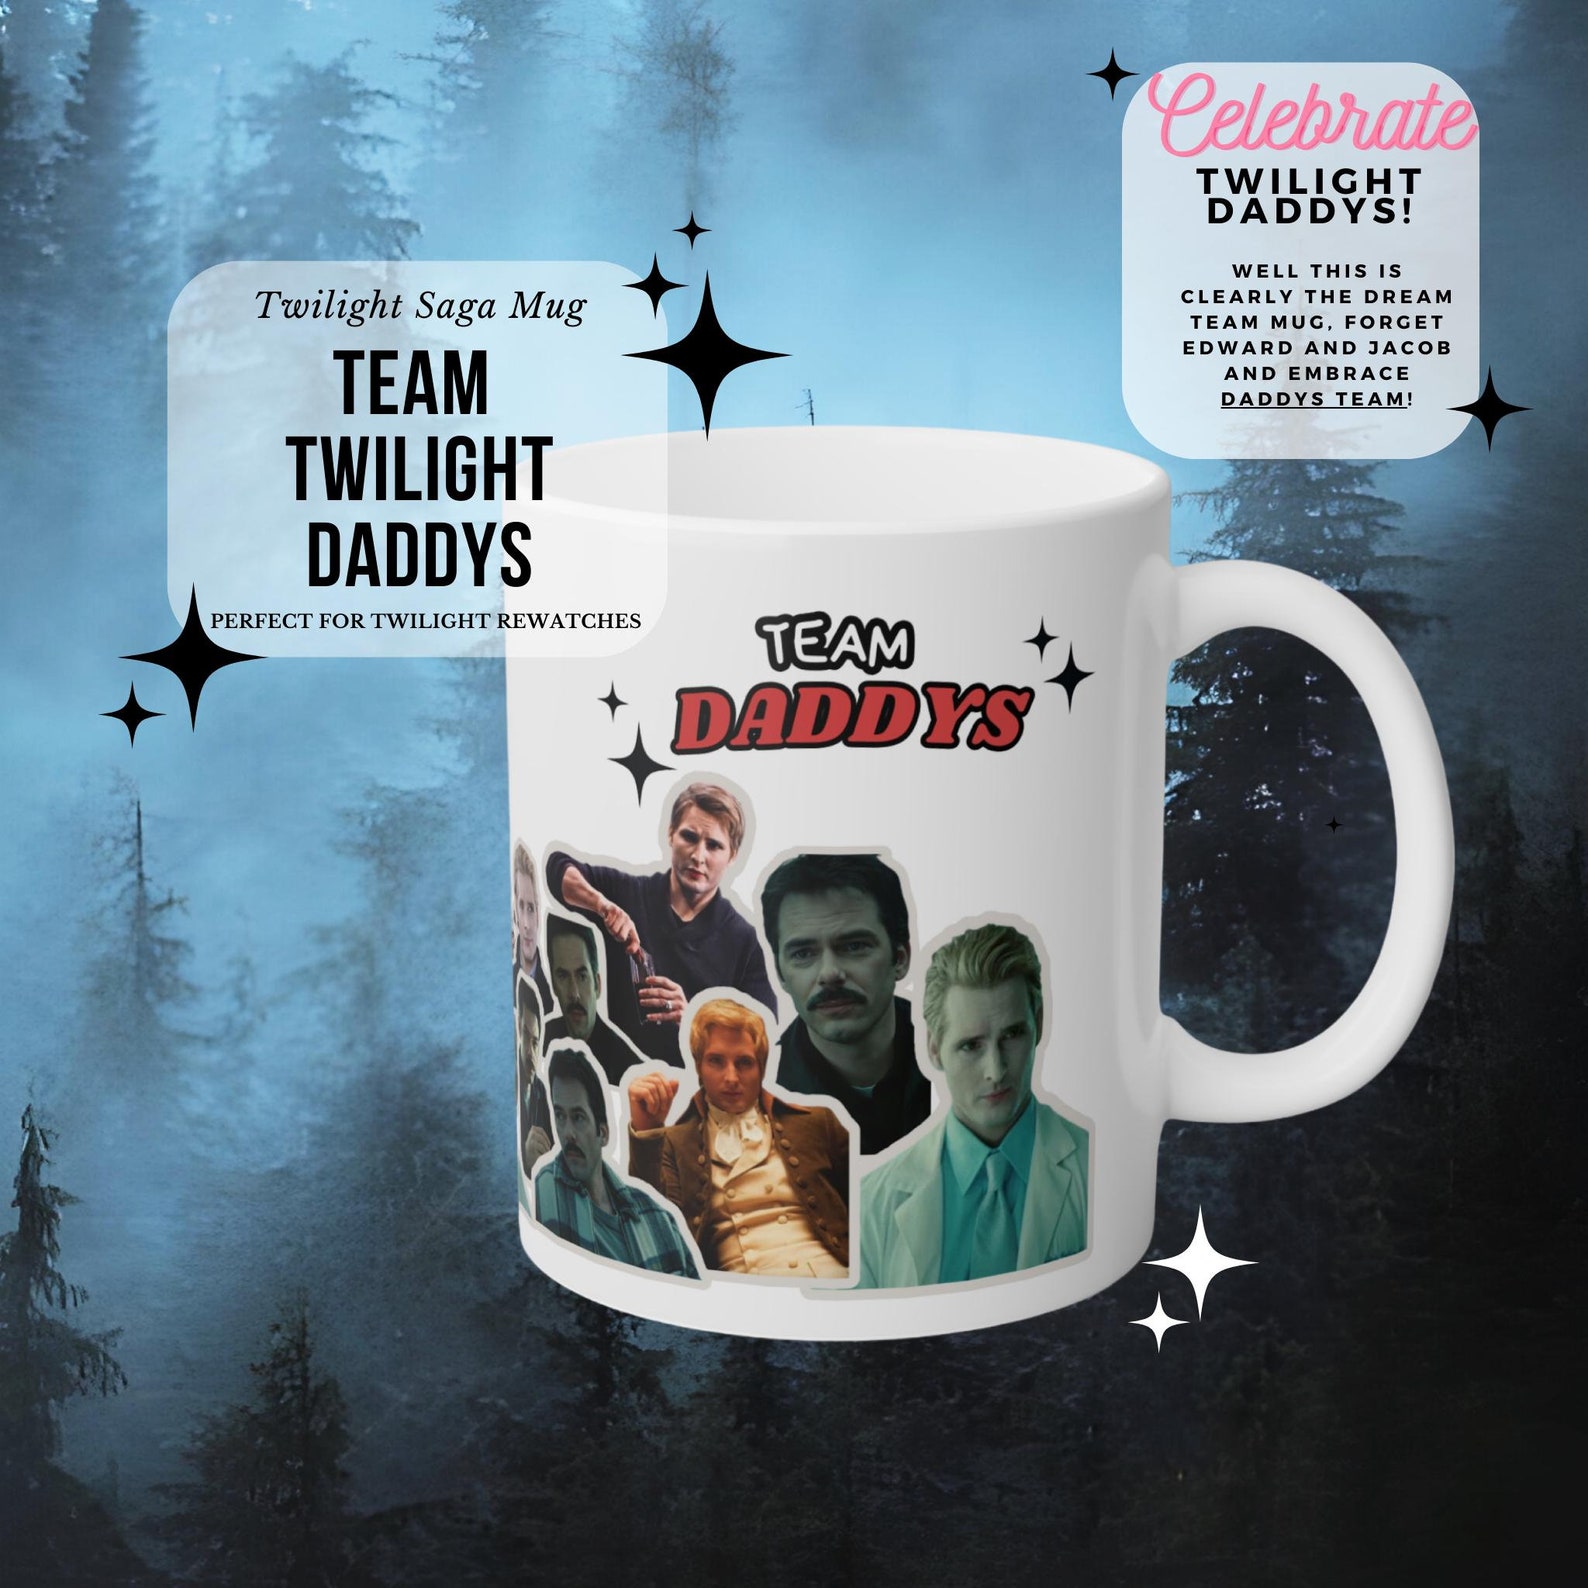 Twilight Saga Mug
TEAM
TWILIGHT
DADDYS
PERFECT FOR TWILIGHT REWATCHES
Celebrate
TWILIGHT
DADDYS!
WELL THIS IS
CLEARLY THE DREAM
TEAM MUG, FORGET
EDWARD AND JACOB
AND EMBRACE
DADDYS TEAM!
TEAM
DADDYS